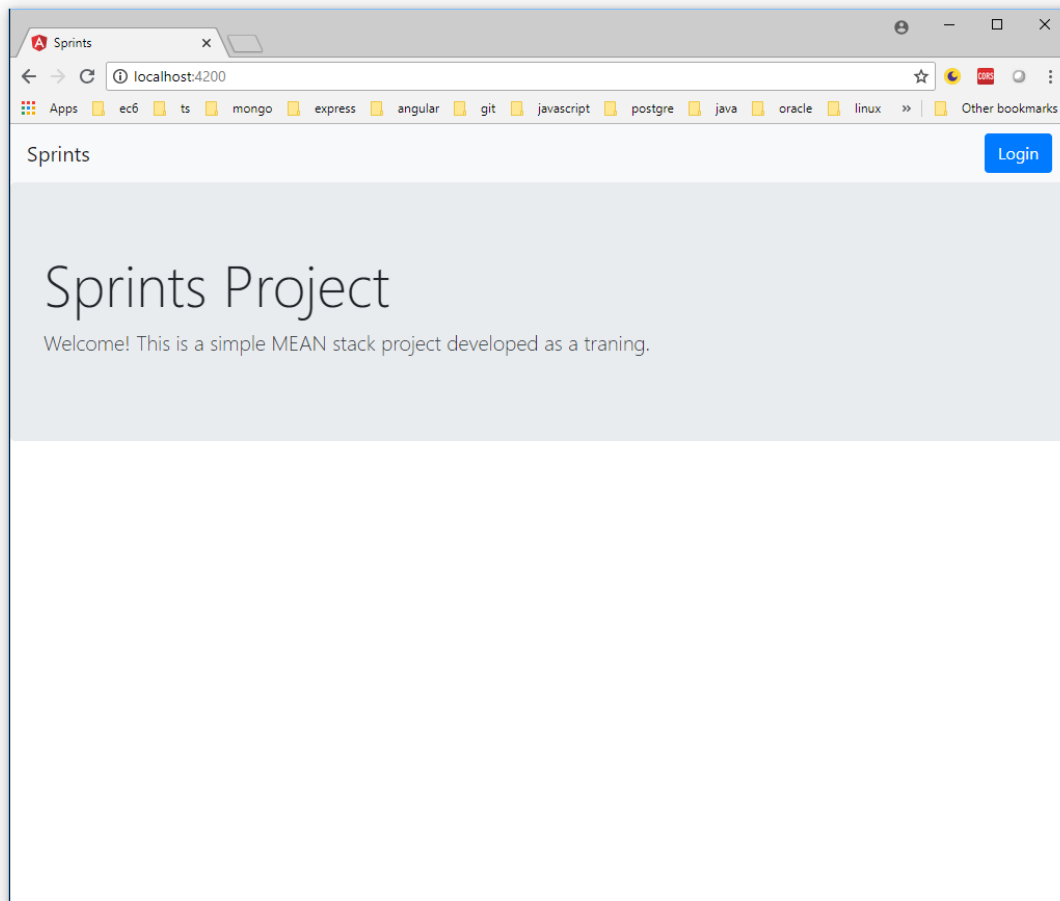 Sprints
localhost:4200
CORS
Apps ec6 ts mongo express angular git javascript postgre java oracle linux » Other bookmarks
Sprints Login
Sprints Project
Welcome! This is a simple MEAN stack project developed as a traning.